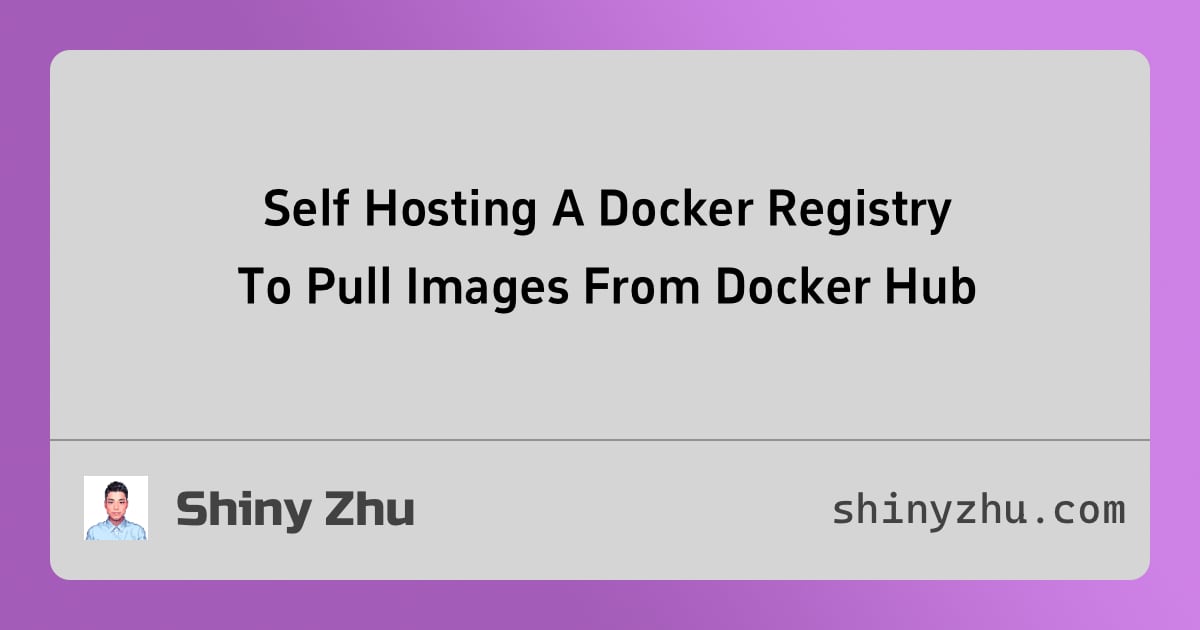 Self Hosting A Docker Registry
To Pull Images From Docker Hub
Shiny Zhu
shinyzhu.com